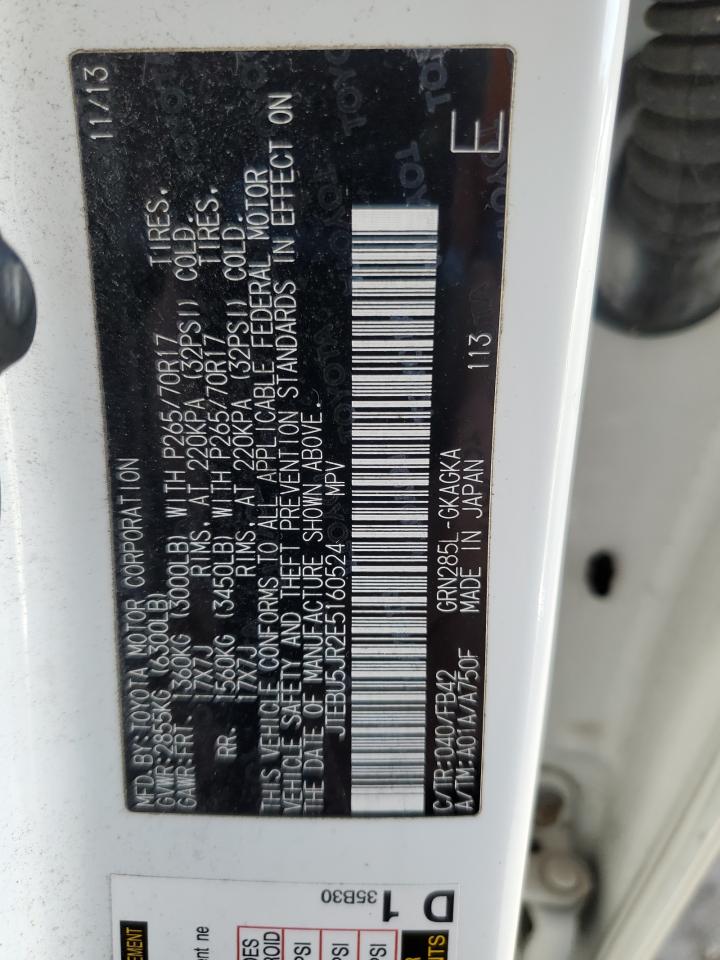 MFD.BY:TOYOTA MOTOR CORPORATION 11/13
GVWR:2855KG (6300LB)
GAWR:FRT. 1360KG (3000LB) WITH P265/70R17 TIRES.
17X7J RIMS, AT 220KPA (32PSI) COLD.
RR. 1560KG (3450LB) WITH P265/70R17 TIRES.
17X7J RIMS, AT 220KPA (32PSI) COLD.
THIS VEHICLE CONFORMS TO ALL APPLICABLE FEDERAL MOTOR
VEHICLE SAFETY AND THEFT PREVENTION STANDARDS IN EFFECT ON
THE DATE OF MANUFACTURE SHOWN ABOVE.
JTEBU5JR2E5160524 MPV
C/TR:040/FB42 GRN285L-GKAGKA
A/TM:A01A/A750F MADE IN JAPAN 113 E
D 1
35B30